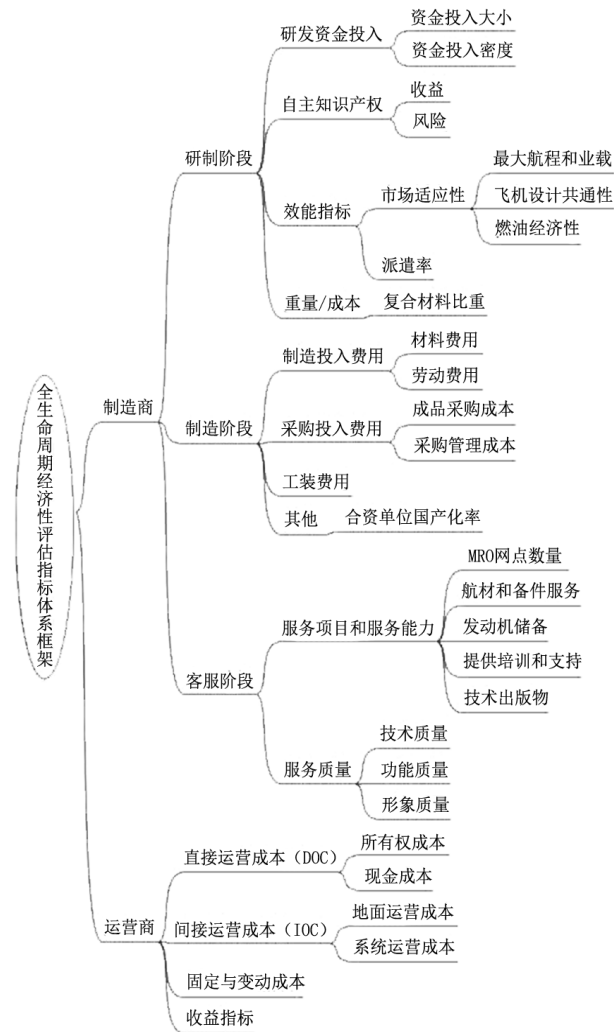 全生命周期经济性评估指标体系框架
制造商
研制阶段
研发资金投入
资金投入大小
资金投入密度
自主知识产权
收益
风险
效能指标
市场适应性
最大航程和业载
飞机设计共通性
燃油经济性
派遣率
重量/成本
复合材料比重
制造阶段
制造投入费用
材料费用
劳动费用
采购投入费用
成品采购成本
采购管理成本
工装费用
其他
合资单位国产化率
客服阶段
服务项目和服务能力
MRO网点数量
航材和备件服务
发动机储备
提供培训和支持
技术出版物
服务质量
技术质量
功能质量
形象质量
运营商
直接运营成本（DOC）
所有权成本
现金成本
间接运营成本（IOC）
地面运营成本
系统运营成本
固定与变动成本
收益指标